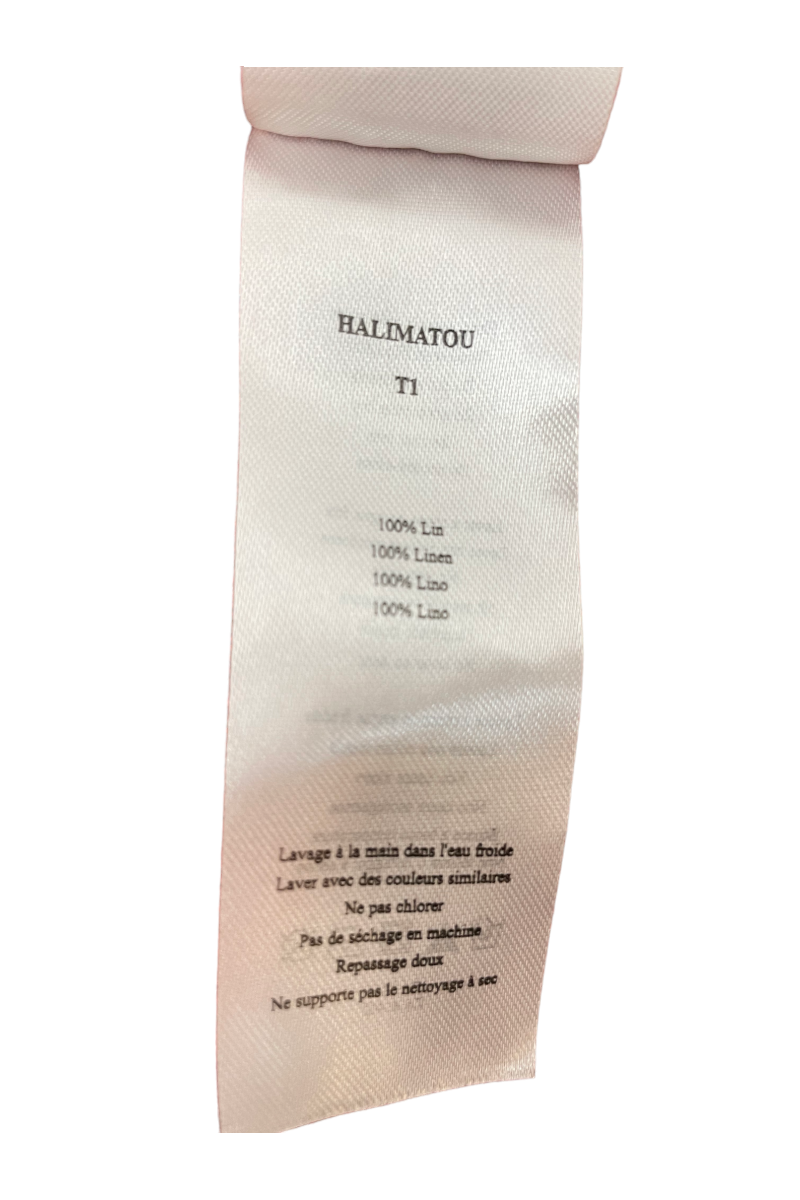 HALIMATOU
T1
100% Lin
100% Linen
100% Lino
100% Lino
Lavage à la main dans l'eau froide
Laver avec des couleurs similaires
Ne pas chlorer
Pas de séchage en machine
Repassage doux
Ne supporte pas le nettoyage à sec